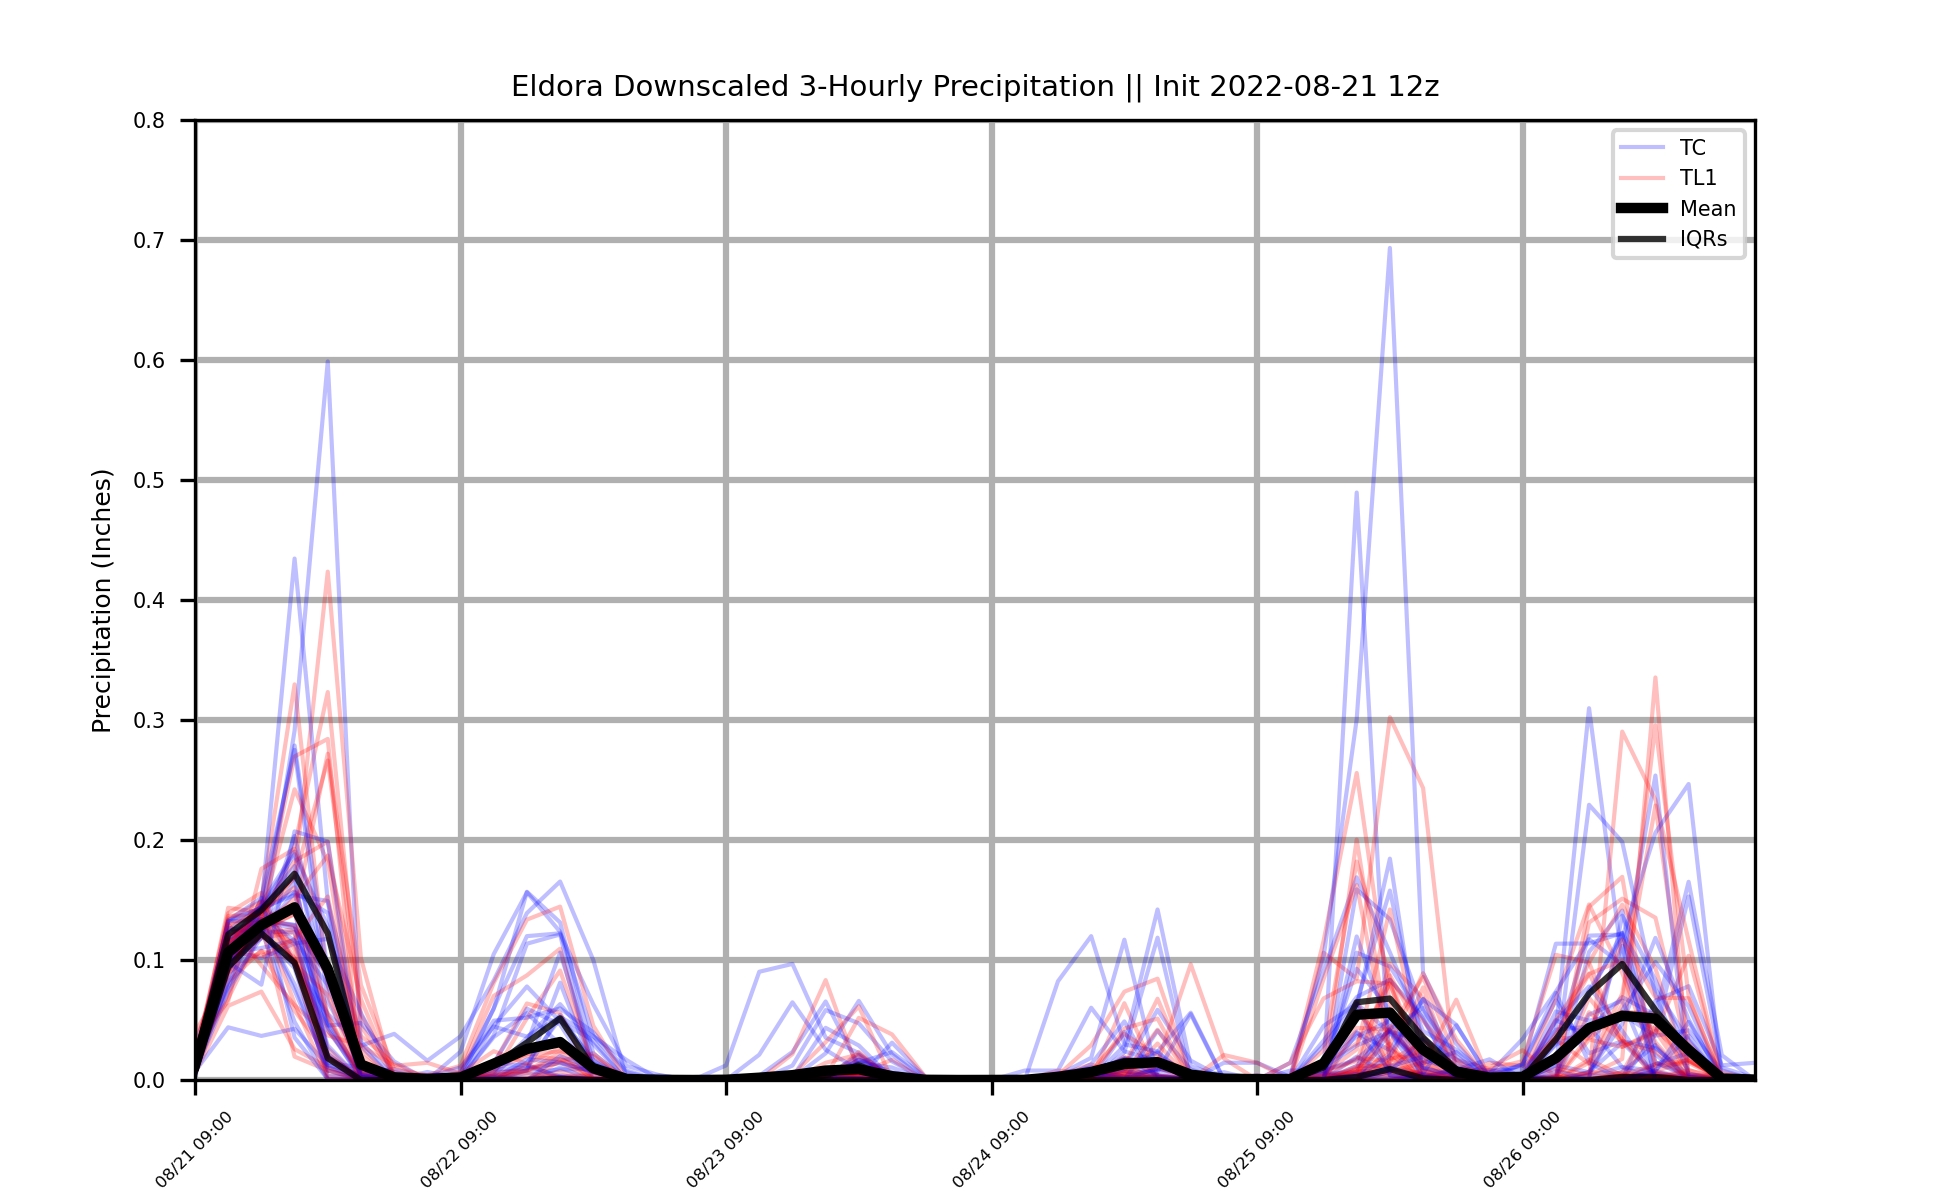 Eldora Downscaled 3-Hourly Precipitation || Init 2022-08-21 12z
Precipitation (Inches)
0.8
0.7
0.6
0.5
0.4
0.3
0.2
0.1
0.0
TC
TL1
Mean
IQRs
08/21 09:00
08/22 09:00
08/23 09:00
08/24 09:00
08/25 09:00
08/26 09:00